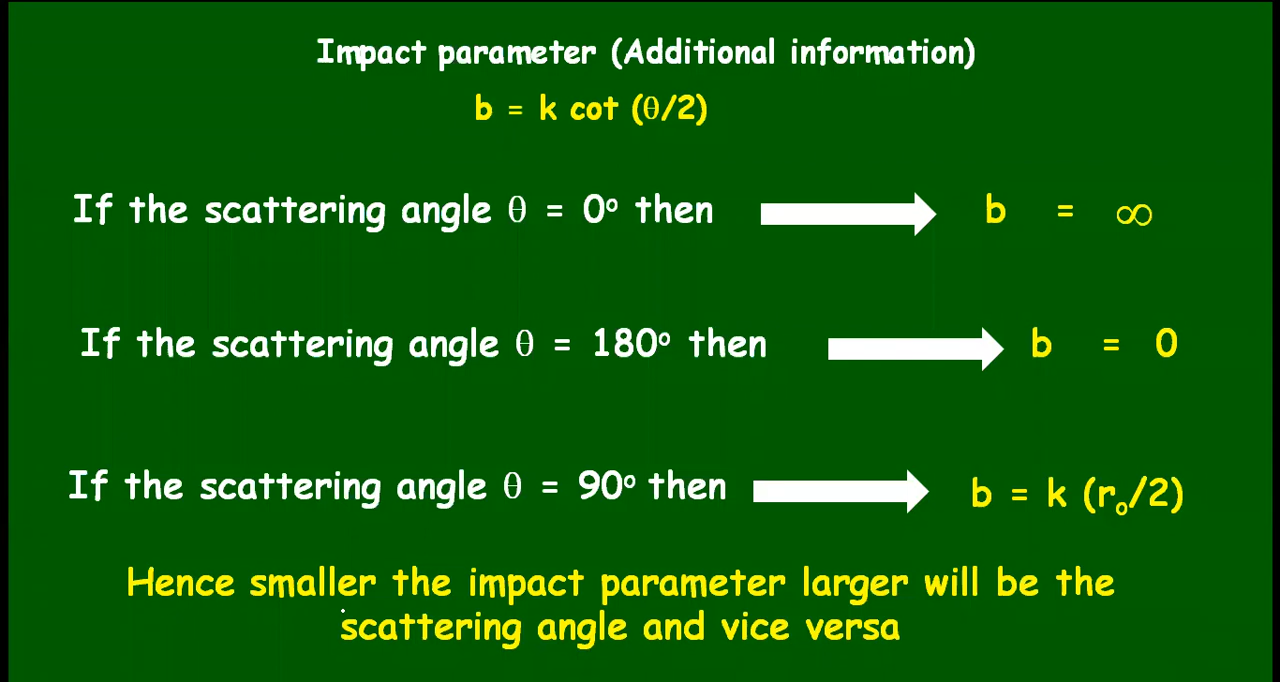 Impact parameter (Additional information)
b = k cot (θ/2)
If the scattering angle θ = 0° then b = ∞
If the scattering angle θ = 180° then b = 0
If the scattering angle θ = 90° then b = k (r₀/2)
Hence smaller the impact parameter larger will be the
scattering angle and vice versa